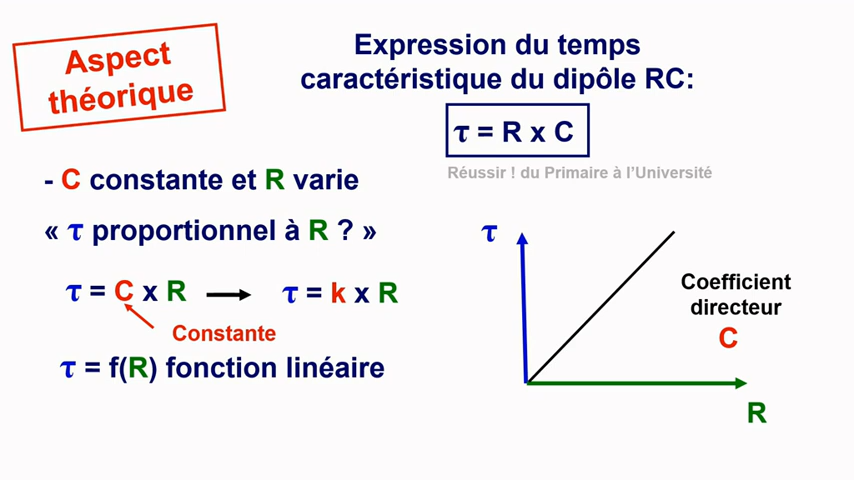 Aspect
théorique
Expression du temps
caractéristique du dipôle RC:
τ = R x C
Réussir ! du Primaire à l'Université
- C constante et R varie
« τ proportionnel à R ? »
τ = C x R τ = k x R
Constante
τ = f(R) fonction linéaire
τ
Coefficient
directeur
C
R